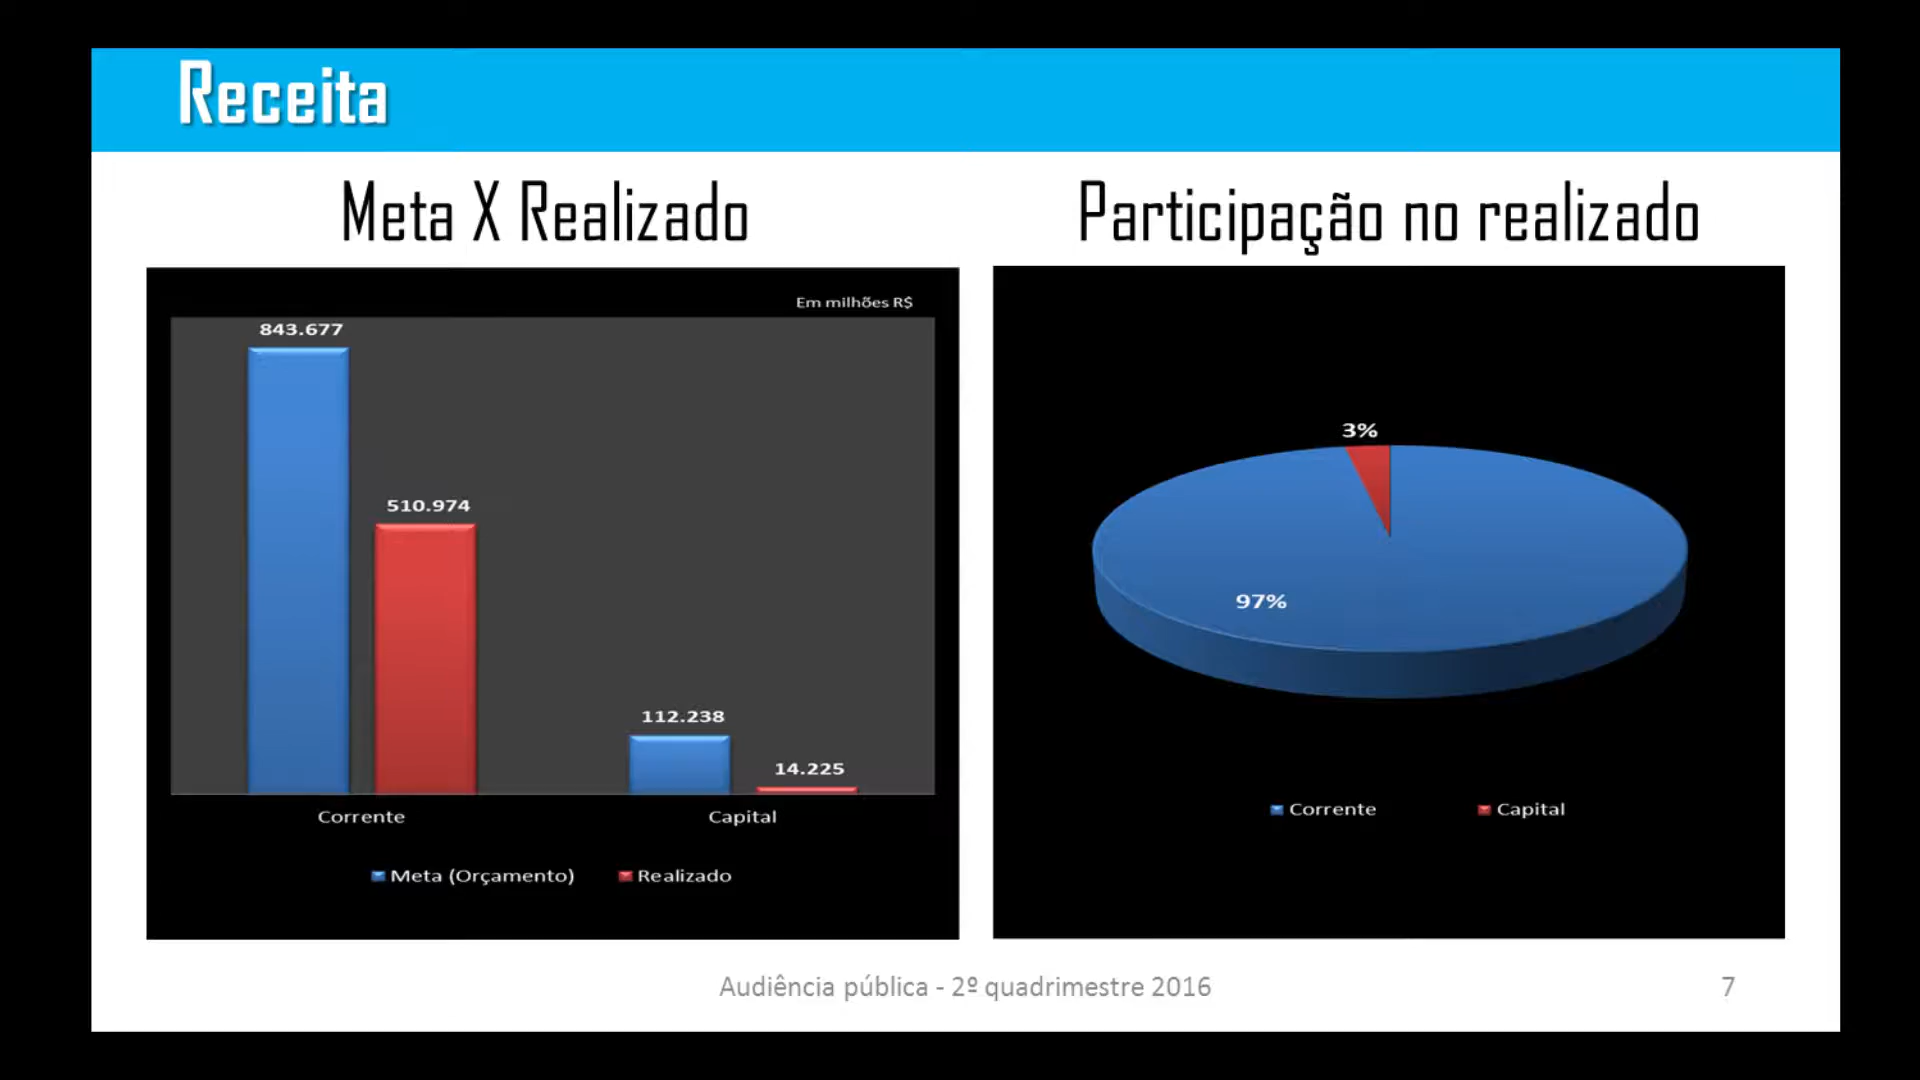 Receita
Meta X Realizado
Em milhões R$
843.677
510.974
112.238
14.225
Corrente
Capital
Meta (Orçamento)
Realizado
Participação no realizado
3%
97%
Corrente
Capital
Audiência pública - 2º quadrimestre 2016
7